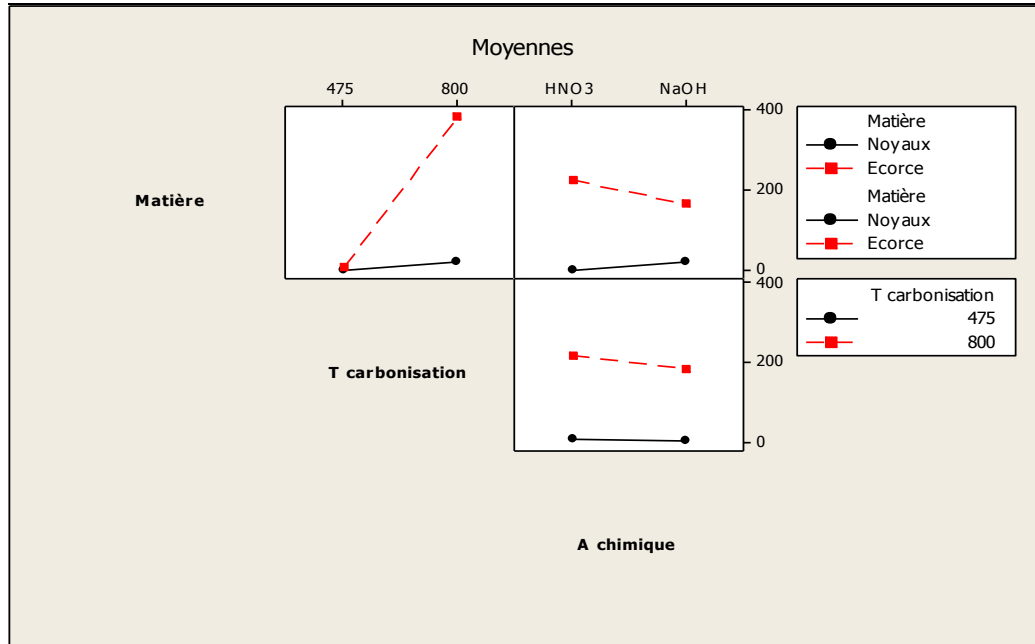 Moyennes
475 800 HNO3 NaOH
400
200
0
Matière
Matière
Noyaux
Ecorce
Matière
Noyaux
Ecorce
400
200
0
T carbonisation
T carbonisation
475
800
A chimique